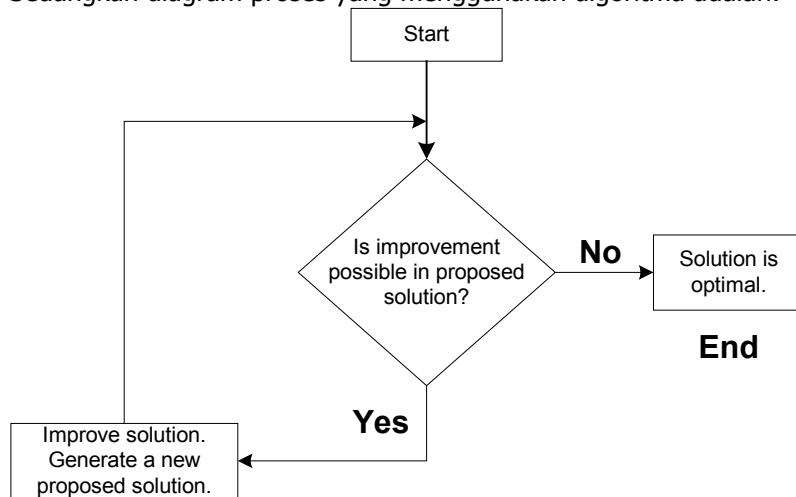 Sedangkan diagram proses yang menggunakan algoritma adalah:
Start
Is improvement
possible in proposed
solution?
No
Solution is
optimal.
End
Yes
Improve solution.
Generate a new
proposed solution.